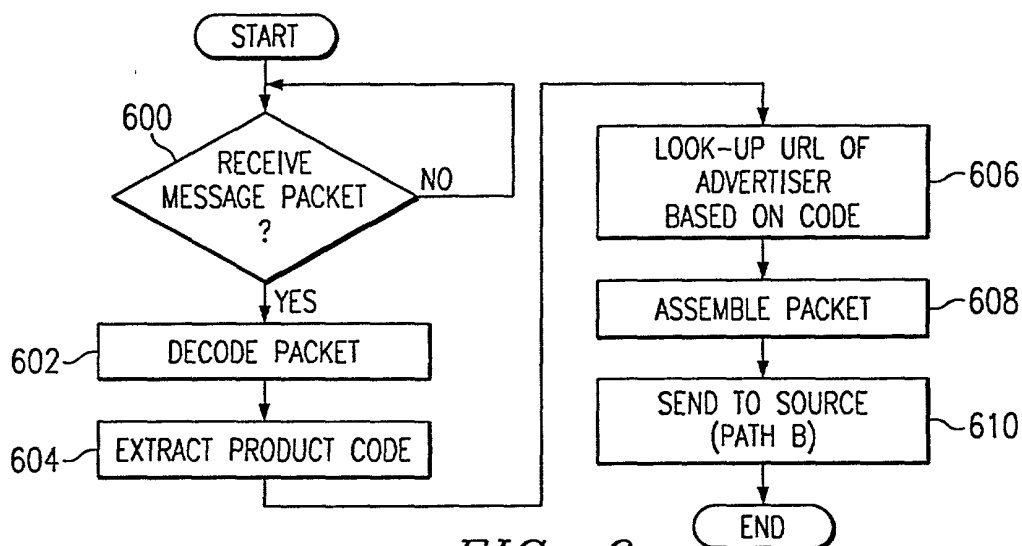 START
600
RECEIVE
MESSAGE PACKET
?
NO
YES
602
DECODE PACKET
604
EXTRACT PRODUCT CODE
LOOK-UP URL OF
ADVERTISER
BASED ON CODE
606
ASSEMBLE PACKET
608
SEND TO SOURCE
(PATH B)
610
END